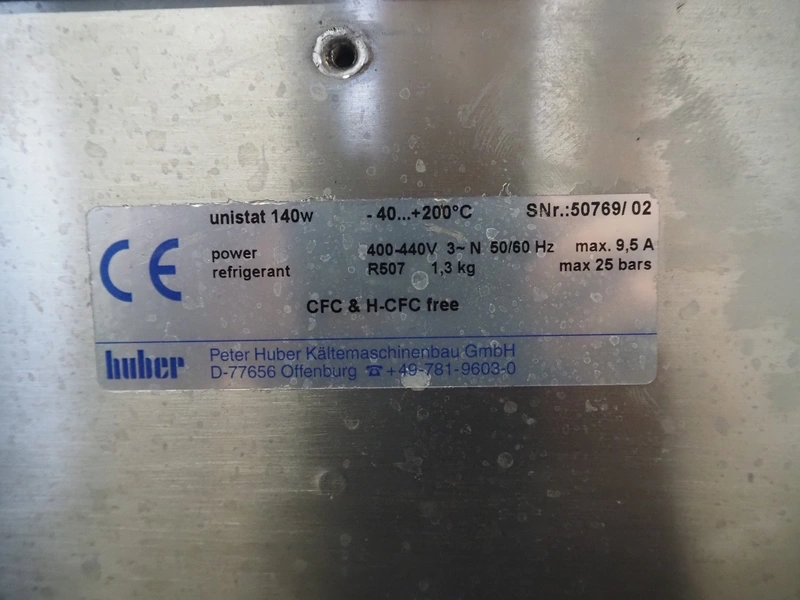 unistat 140w - 40...+200°C SNr.:50769/ 02
CE
power 400-440V 3~ N 50/60 Hz max. 9,5 A
refrigerant R507 1,3 kg max 25 bars
CFC & H-CFC free
huber
Peter Huber Kältemaschinenbau GmbH
D-77656 Offenburg ☎ +49-781-9603-0